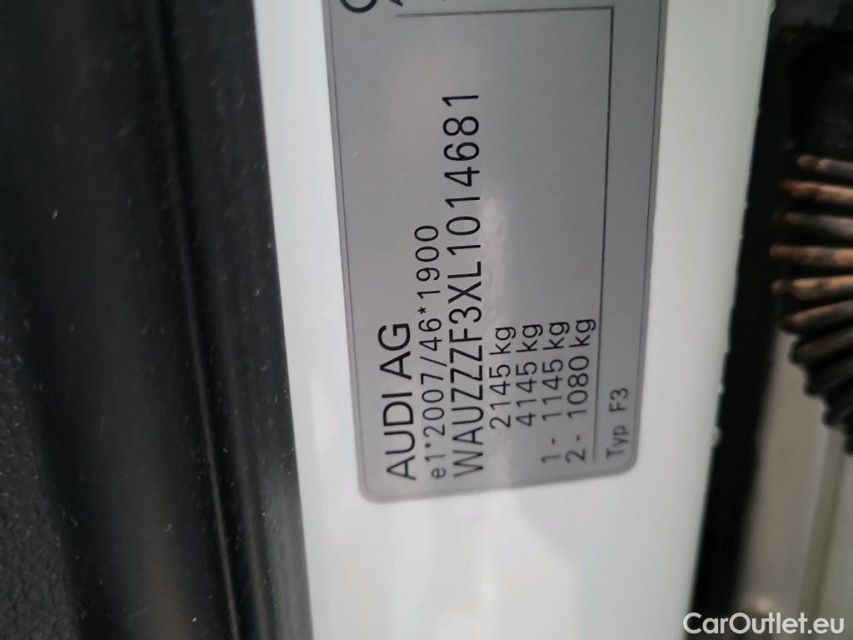 AUDI AG
e1*2007/46*1900
WAUZZZF3XL1014681
2145 kg
4145 kg
1- 1145 kg
2- 1080 kg
Typ F3
CarOutlet.eu